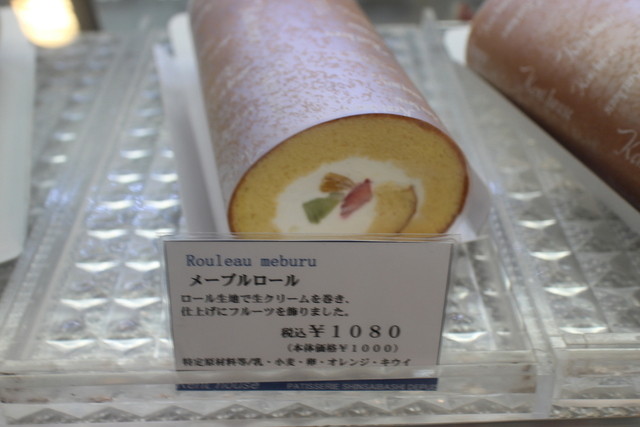 Rouleau meburu
メープルロール
ロール生地で生クリームを巻き、
仕上げにフルーツを飾りました。
税込￥1080
（本体価格￥1000）
特定原材料等/乳・小麦・卵・オレンジ・キウイ
Kent house PATISSERIE SHINSAIBASHI DEPUIS